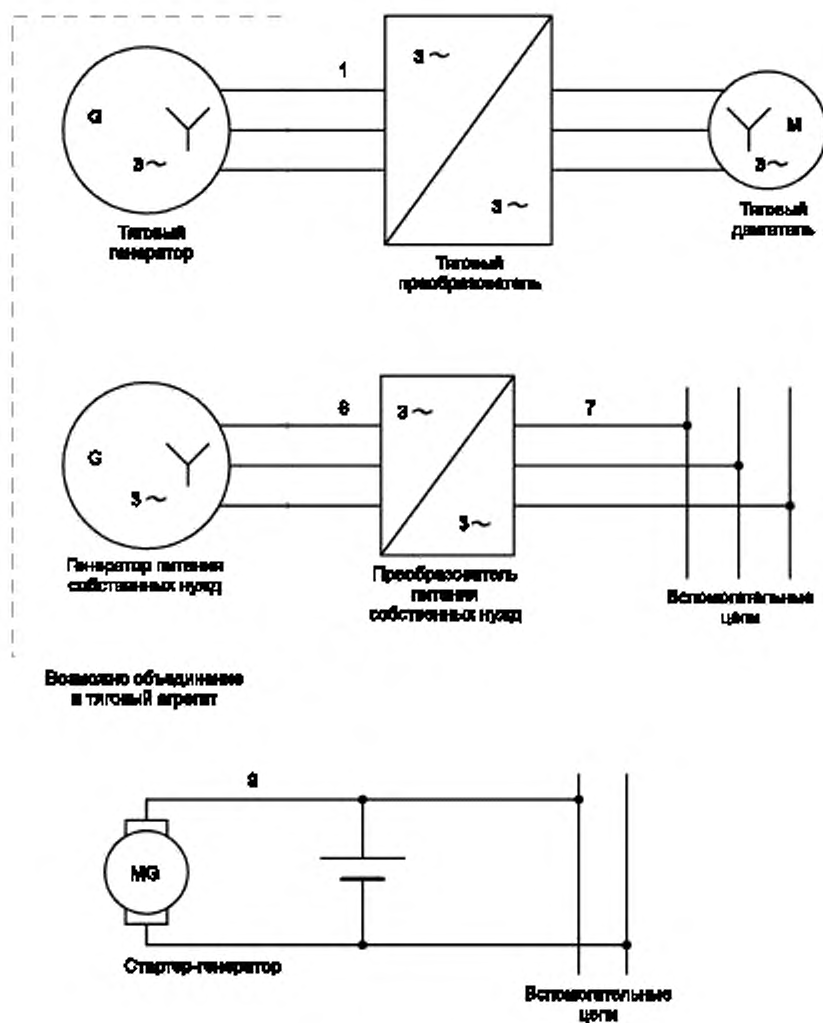 1
3~
G
3~
3~
M
3~
Тяговый
генератор
Тяговый
преобразователь
Тяговый
двигатель
6
3~
7
G
3~
3~
Генератор питания
собственных нужд
Преобразователь
питания
собственных нужд
Вспомогательные
цепи
Возможно объединение
в тяговый агрегат
MG
Стартер-генератор
Вспомогательные
цепи